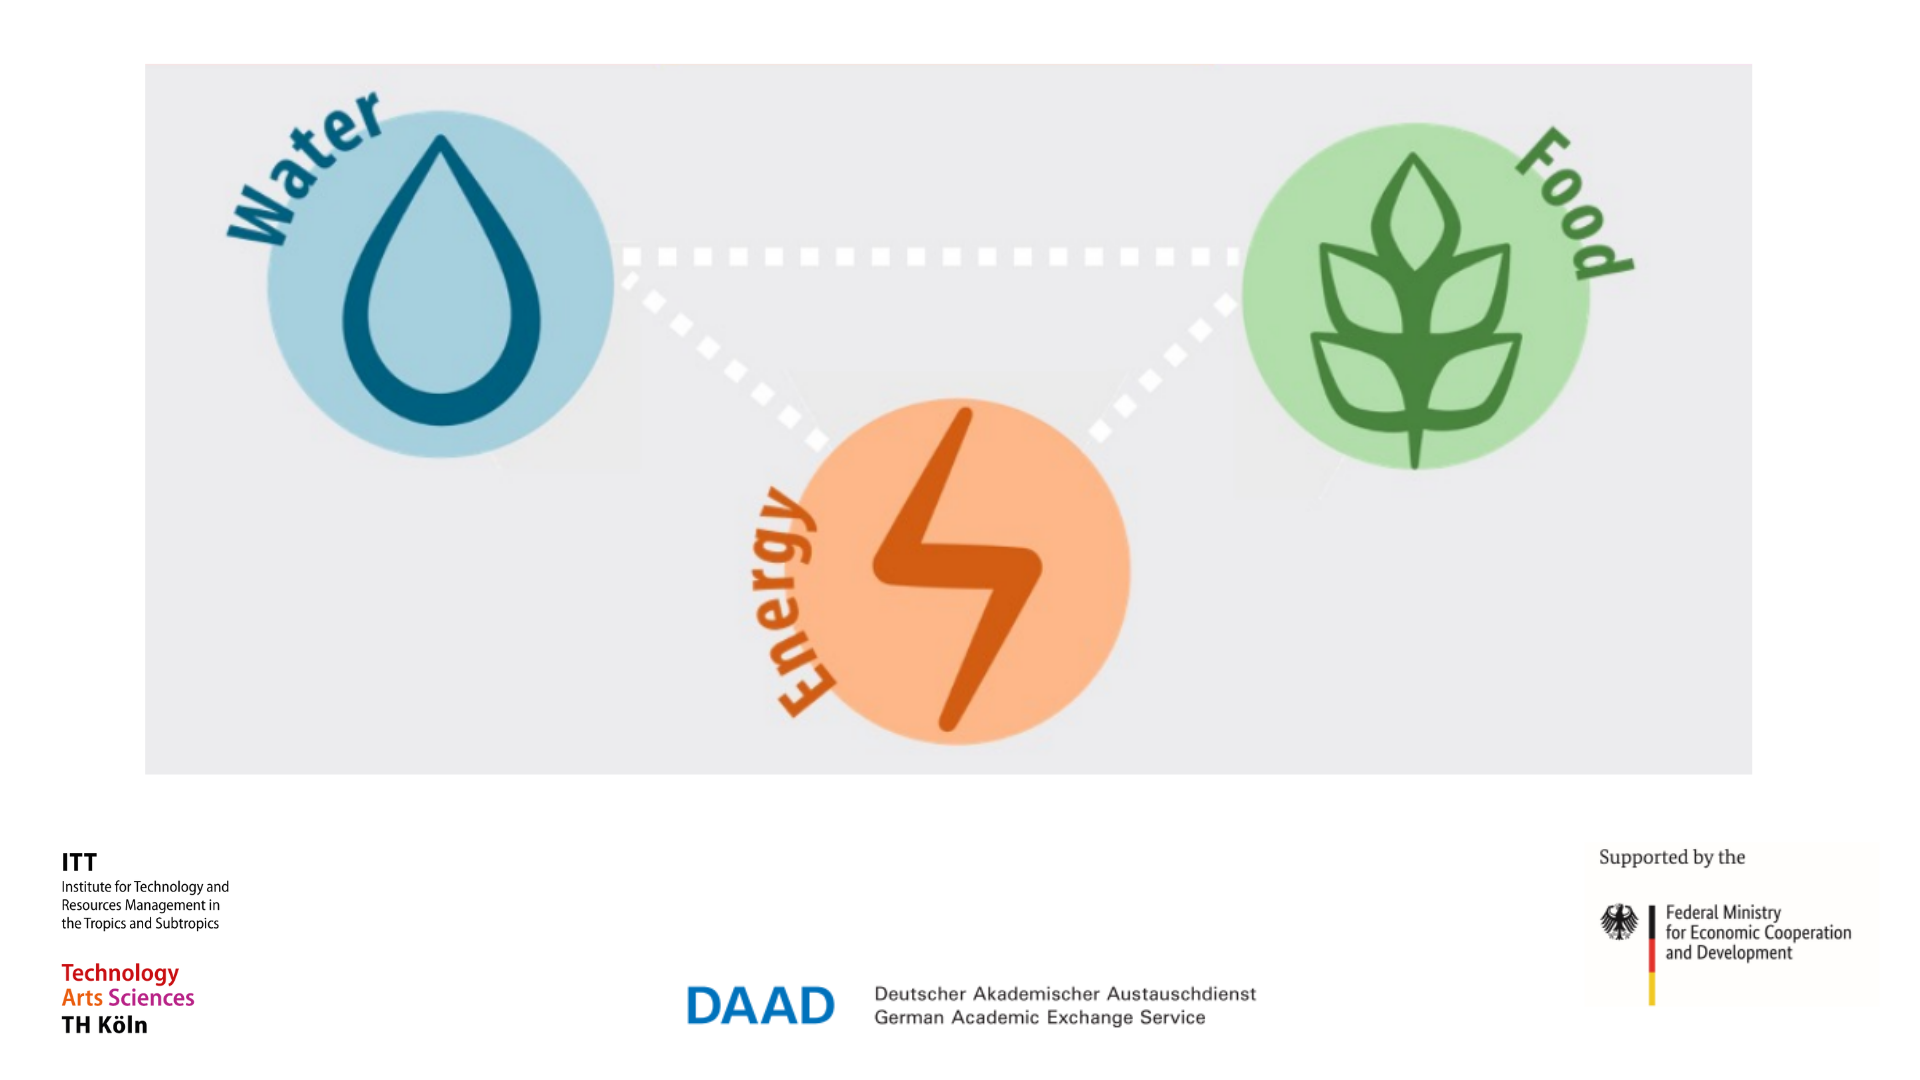 Water
Food
Energy
ITT
Institute for Technology and
Resources Management in
the Tropics and Subtropics
Technology
Arts Sciences
TH Köln
DAAD
Deutscher Akademischer Austauschdienst
German Academic Exchange Service
Supported by the
Federal Ministry
for Economic Cooperation
and Development